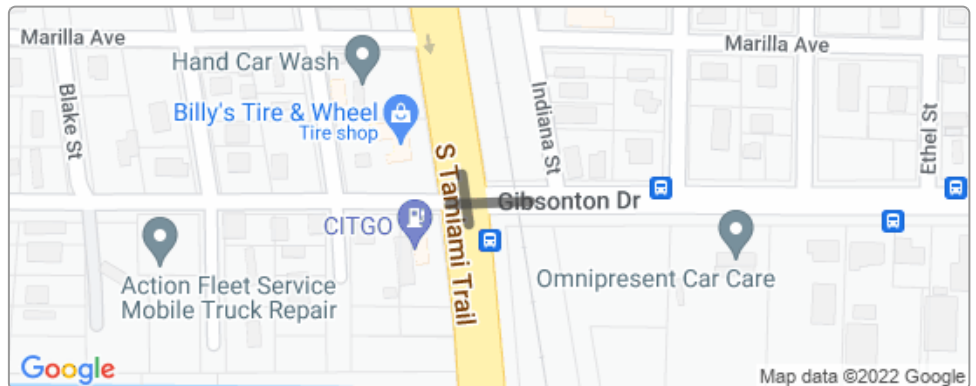 Marilla Ave
Marilla Ave
Hand Car Wash
Blake St
Billy's Tire & Wheel
Tire shop
Indiana St
Ethel St
S Tamiami Trail
Gibsonton Dr
CITGO
Action Fleet Service
Mobile Truck Repair
Omnipresent Car Care
Google
Map data ©2022 Google